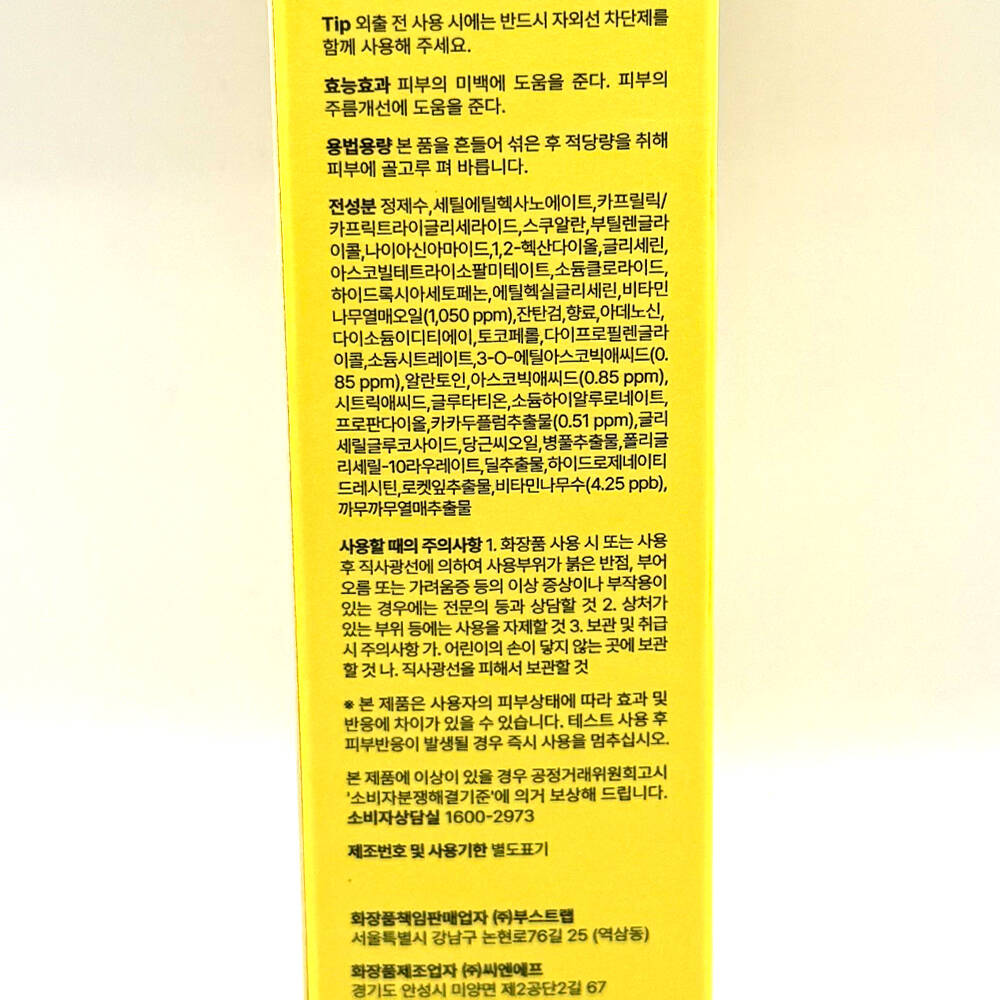 Tip 외출 전 사용 시에는 반드시 자외선 차단제를
함께 사용해 주세요.
효능효과 피부의 미백에 도움을 준다. 피부의
주름개선에 도움을 준다.
용법용량 본 품을 흔들어 섞은 후 적당량을 취해
피부에 골고루 펴 바릅니다.
전성분 정제수,세틸에틸헥사노에이트,카프릴릭/
카프릭트라이글리세라이드,스쿠알란,부틸렌글라
이콜,나이아신아마이드,1,2-헥산다이올,글리세린,
아스코빌테트라이소팔미테이트,소듐클로라이드,
하이드록시아세토페논,에틸헥실글리세린,비타민
나무열매오일(1,050 ppm),잔탄검,향료,아데노신,
다이소듐이디티에이,토코페롤,다이프로필렌글라
이콜,소듐시트레이트,3-O-에틸아스코빅애씨드(0.
85 ppm),알란토인,아스코빅애씨드(0.85 ppm),
시트릭애씨드,글루타티온,소듐하이알루로네이트,
프로판다이올,카카두플럼추출물(0.51 ppm),글리
세릴글루코사이드,당근씨오일,병풀추출물,폴리글
리세릴-10라우레이트,딜추출물,하이드로제네이티
드레시틴,로켓잎추출물,비타민나무수(4.25 ppb),
까무까무열매추출물
사용할 때의 주의사항 1. 화장품 사용 시 또는 사용
후 직사광선에 의하여 사용부위가 붉은 반점, 부어
오름 또는 가려움증 등의 이상 증상이나 부작용이
있는 경우에는 전문의 등과 상담할 것 2. 상처가
있는 부위 등에는 사용을 자제할 것 3. 보관 및 취급
시 주의사항 가. 어린이의 손이 닿지 않는 곳에 보관
할 것 나. 직사광선을 피해서 보관할 것
※ 본 제품은 사용자의 피부상태에 따라 효과 및
반응에 차이가 있을 수 있습니다. 테스트 사용 후
피부반응이 발생될 경우 즉시 사용을 멈추십시오.
본 제품에 이상이 있을 경우 공정거래위원회고시
'소비자분쟁해결기준'에 의거 보상해 드립니다.
소비자상담실 1600-2973
제조번호 및 사용기한 별도표기
화장품책임판매업자 (주)부스트랩
서울특별시 강남구 논현로76길 25 (역삼동)
화장품제조업자 (주)씨엔에프
경기도 안성시 미양면 제2공단2길 67